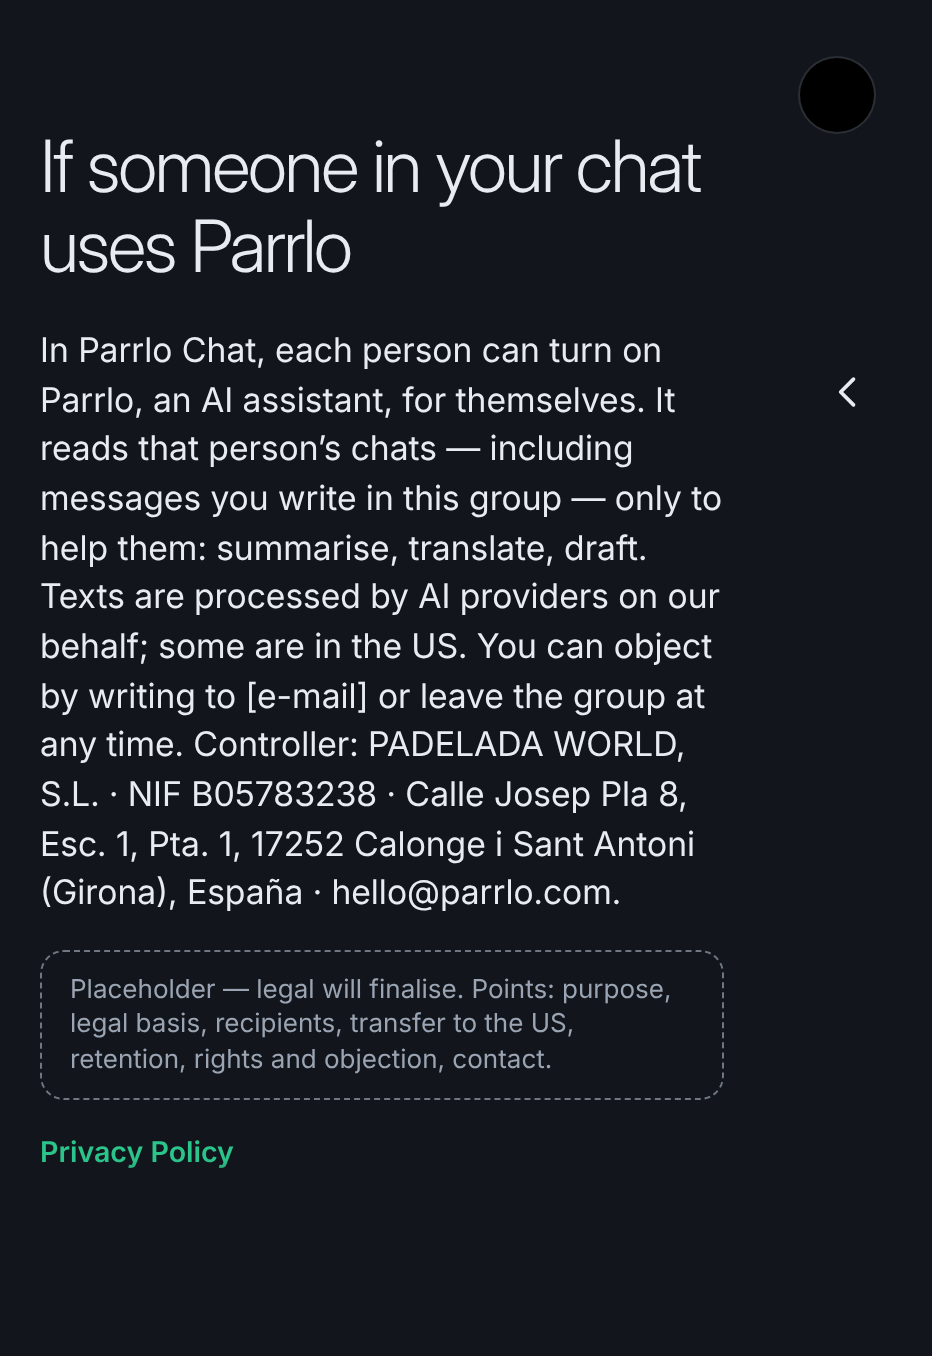 If someone in your chat
uses Parrlo
In Parrlo Chat, each person can turn on
Parrlo, an AI assistant, for themselves. It
reads that person’s chats — including
messages you write in this group — only to
help them: summarise, translate, draft.
Texts are processed by AI providers on our
behalf; some are in the US. You can object
by writing to [e-mail] or leave the group at
any time. Controller: PADELADA WORLD,
S.L. · NIF B05783238 · Calle Josep Pla 8,
Esc. 1, Pta. 1, 17252 Calonge i Sant Antoni
(Girona), España · hello@parrlo.com.
Placeholder — legal will finalise. Points: purpose,
legal basis, recipients, transfer to the US,
retention, rights and objection, contact.
Privacy Policy